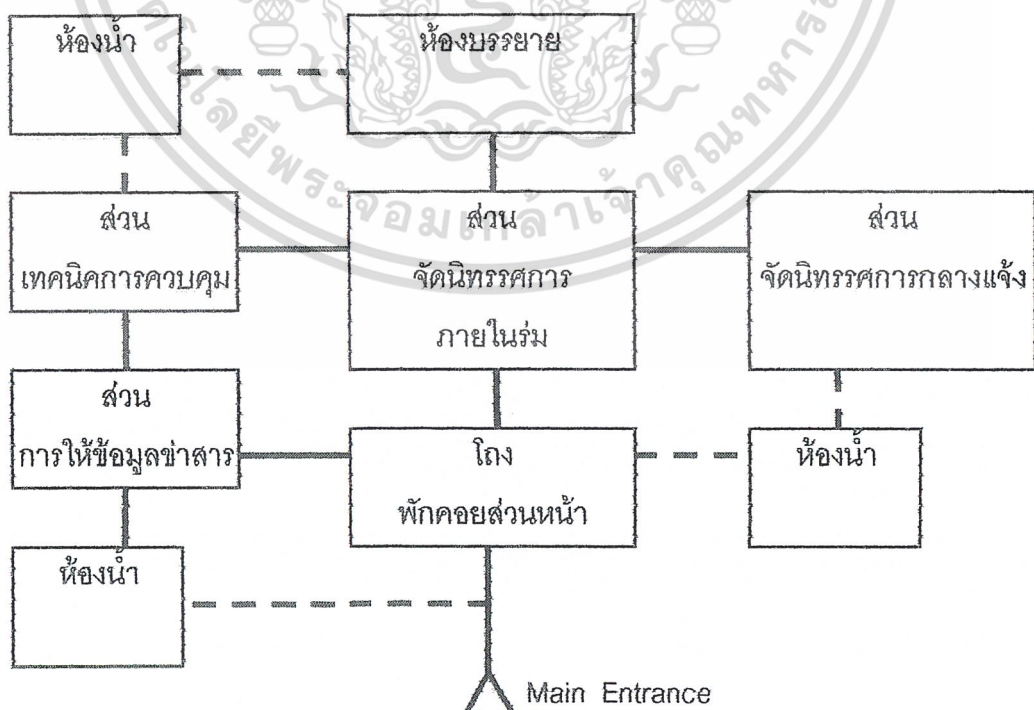 ห้องน้ำ
ห้องบรรยาย
ส่วน
เทคนิคการควบคุม
ส่วน
จัดนิทรรศการ
ภายในร่ม
ส่วน
จัดนิทรรศการกลางแจ้ง
ส่วน
การให้ข้อมูลข่าสาร
โถง
พักคอยส่วนหน้า
ห้องน้ำ
ห้องน้ำ
Main Entrance